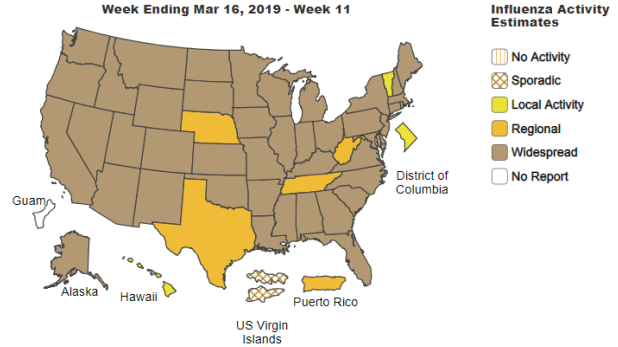 Week Ending Mar 16, 2019 - Week 11
Influenza Activity
Estimates
No Activity
Sporadic
Local Activity
Regional
Widespread
No Report
District of
Columbia
Guam
Alaska
Hawaii
Puerto Rico
US Virgin
Islands